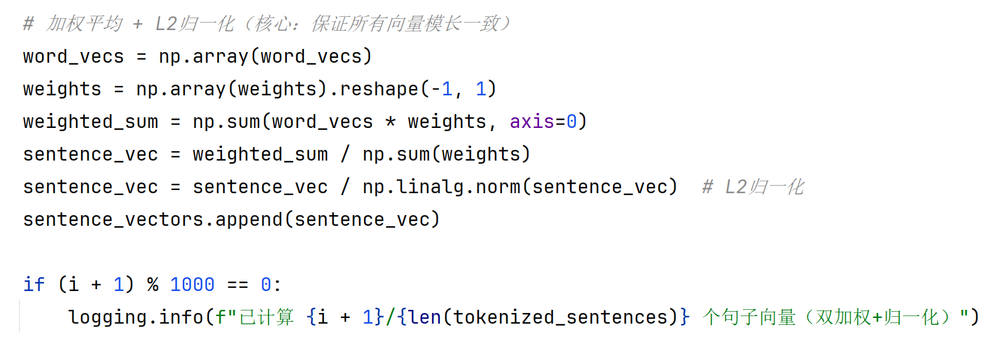 # 加权平均 + L2归一化（核心：保证所有向量模长一致）
word_vecs = np.array(word_vecs)
weights = np.array(weights).reshape(-1, 1)
weighted_sum = np.sum(word_vecs * weights, axis=0)
sentence_vec = weighted_sum / np.sum(weights)
sentence_vec = sentence_vec / np.linalg.norm(sentence_vec)  # L2归一化
sentence_vectors.append(sentence_vec)

if (i + 1) % 1000 == 0:
    logging.info(f"已计算 {i + 1}/{len(tokenized_sentences)} 个句子向量（双加权+归一化）")